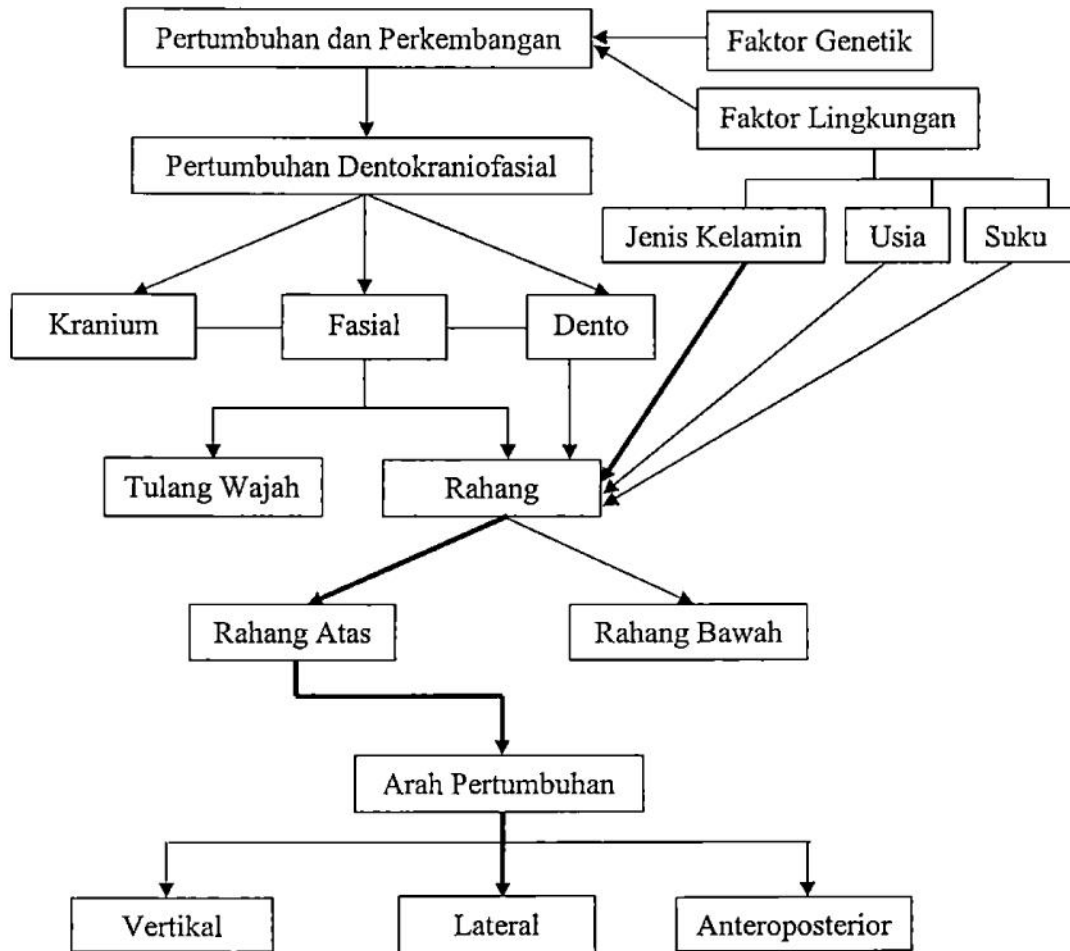 Pertumbuhan dan Perkembangan
Faktor Genetik
Faktor Lingkungan
Pertumbuhan Dentokraniofasial
Jenis Kelamin
Usia
Suku
Kranium
Fasial
Dento
Tulang Wajah
Rahang
Rahang Atas
Rahang Bawah
Arah Pertumbuhan
Vertikal
Lateral
Anteroposterior